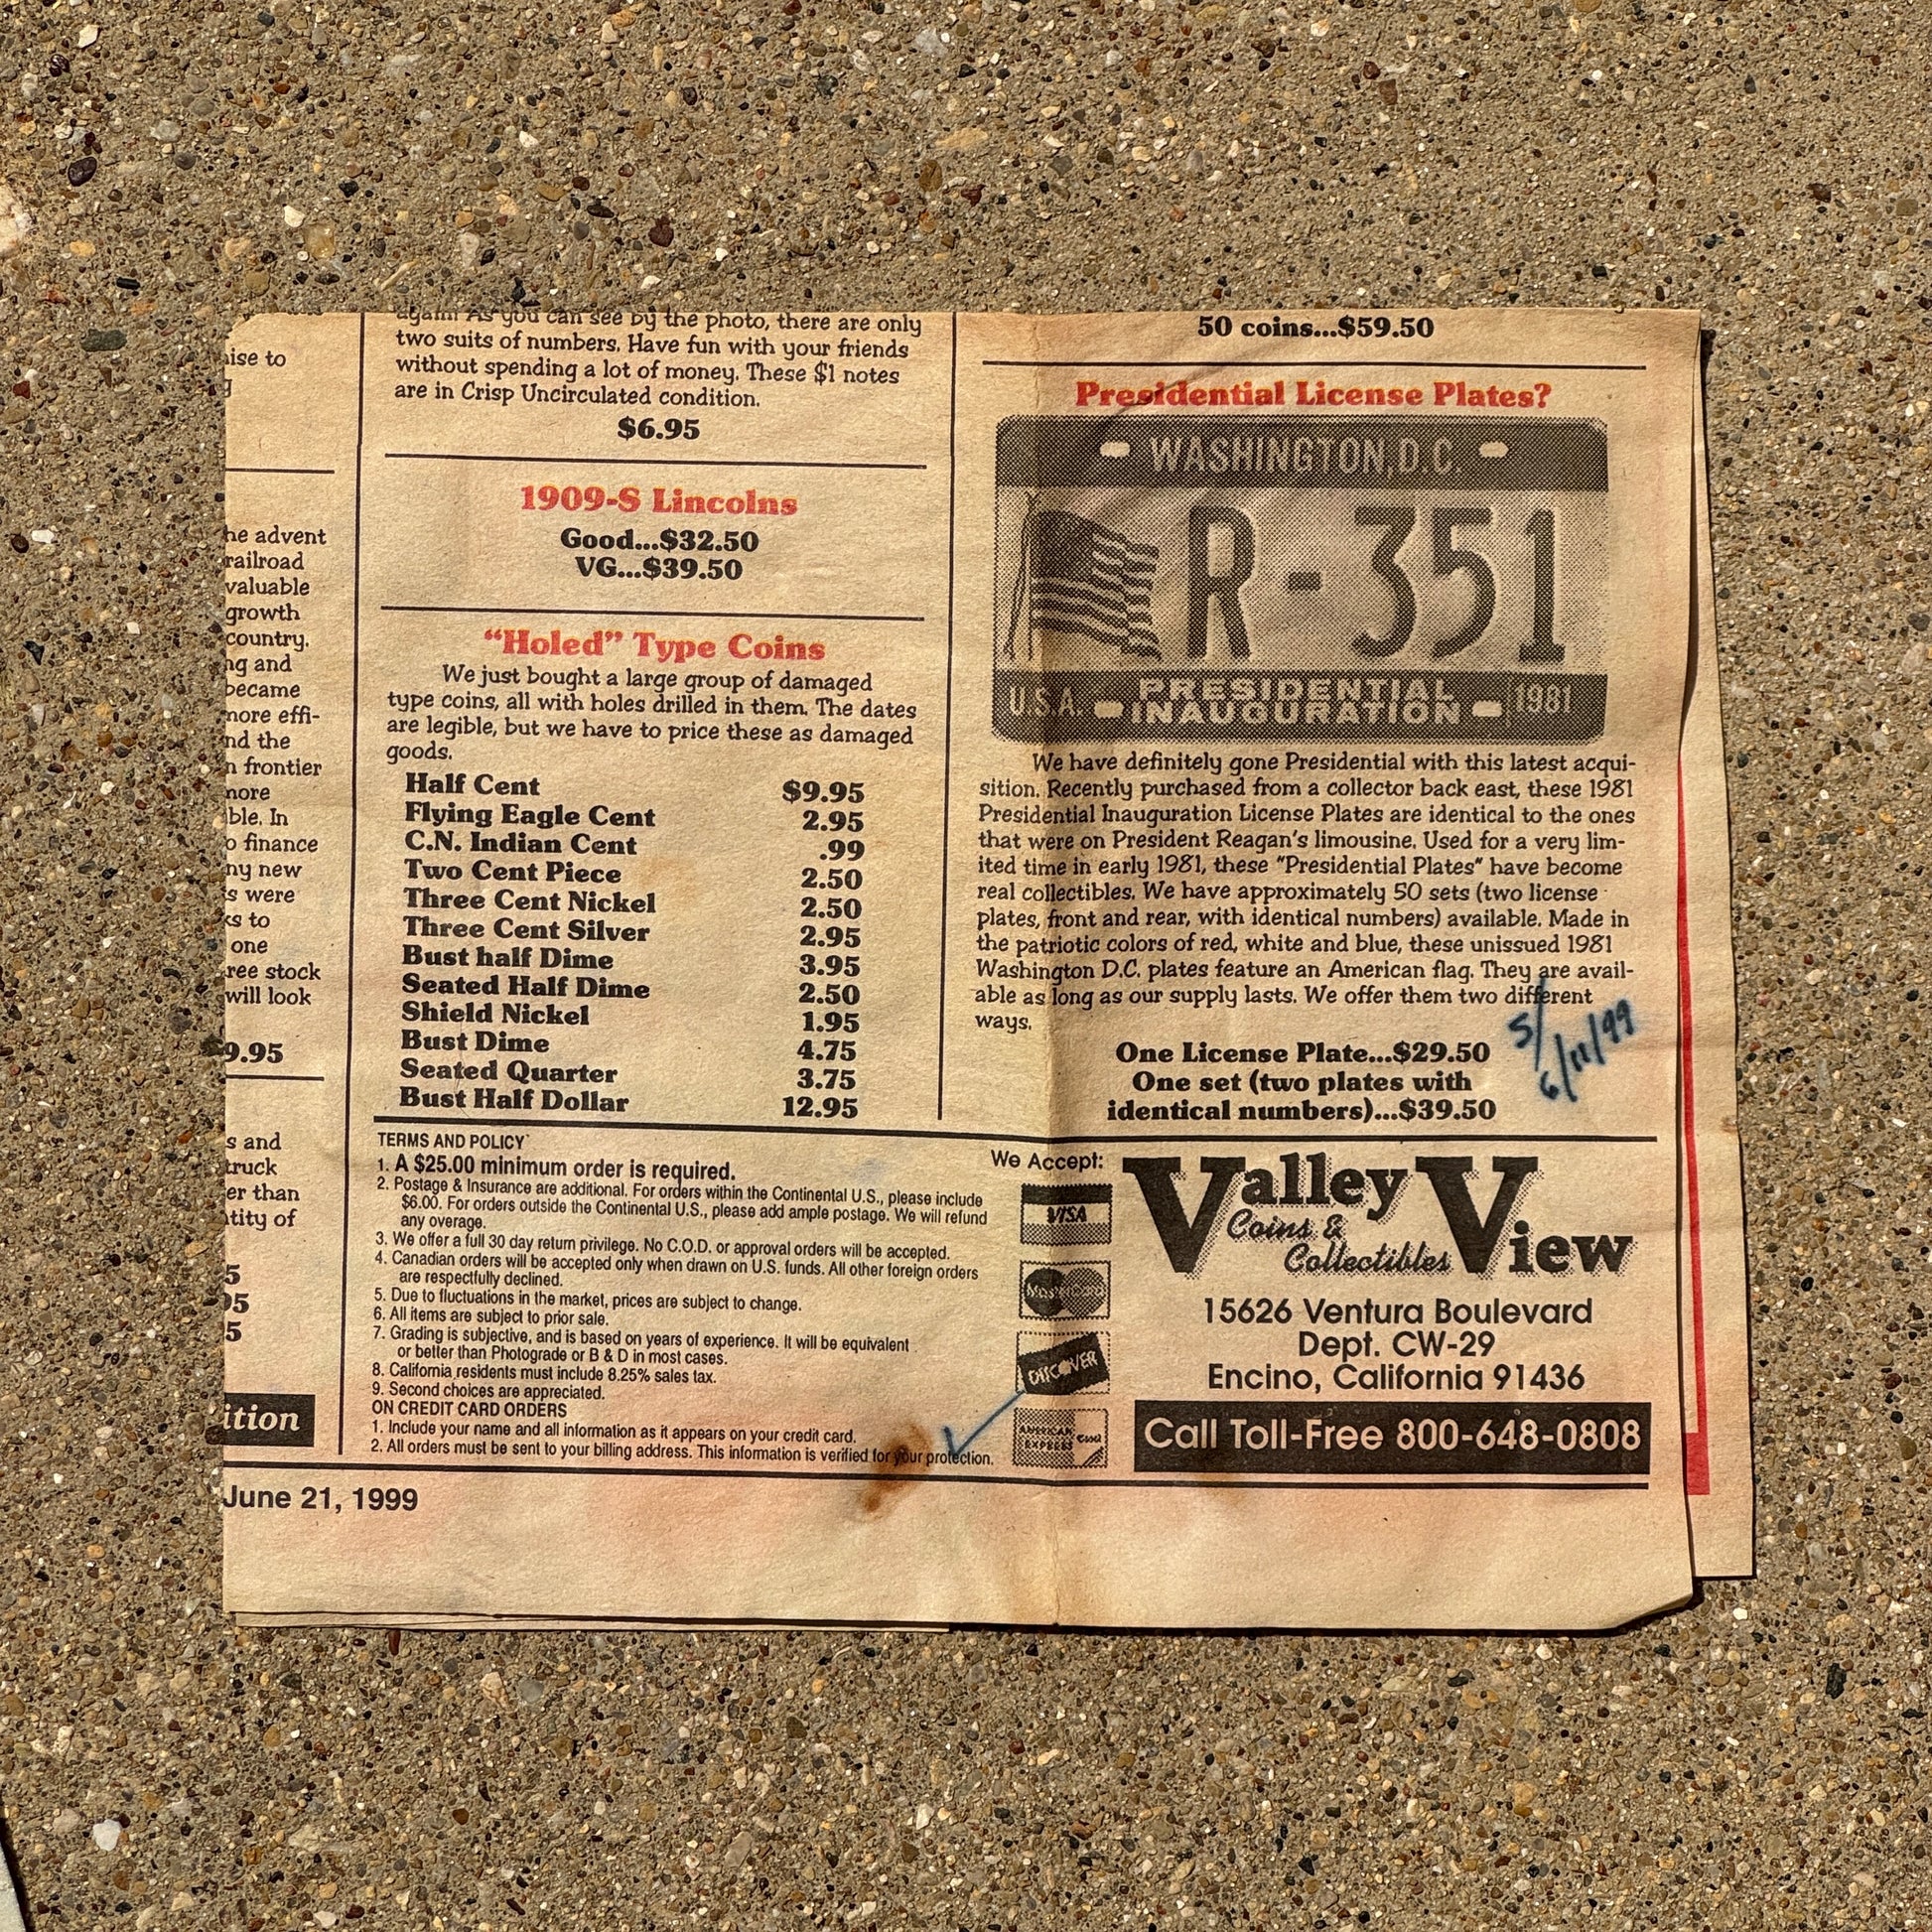 nise to
he advent
railroad
valuable
growth
country.
ng and
became
nore effi-
nd the
n frontier
nore
ble. In
o finance
ny new
s were
ks to
one
ree stock
will look
9.95
s and
truck
er than
ntity of
5
95
5
ition
again! As you can see by the photo, there are only
two suits of numbers. Have fun with your friends
without spending a lot of money. These $1 notes
are in Crisp Uncirculated condition.
$6.95
1909-S Lincolns
Good...$32.50
VG...$39.50
“Holed” Type Coins
We just bought a large group of damaged
type coins, all with holes drilled in them. The dates
are legible, but we have to price these as damaged
goods.
Half Cent $9.95
Flying Eagle Cent 2.95
C.N. Indian Cent .99
Two Cent Piece 2.50
Three Cent Nickel 2.50
Three Cent Silver 2.95
Bust half Dime 3.95
Seated Half Dime 2.50
Shield Nickel 1.95
Bust Dime 4.75
Seated Quarter 3.75
Bust Half Dollar 12.95
50 coins...$59.50
Presidential License Plates?
WASHINGTON, D.C.
R-351
U.S.A. - PRESIDENTIAL INAUGURATION - 1981
We have definitely gone Presidential with this latest acqui-
sition. Recently purchased from a collector back east, these 1981
Presidential Inauguration License Plates are identical to the ones
that were on President Reagan's limousine. Used for a very lim-
ited time in early 1981, these "Presidential Plates" have become
real collectibles. We have approximately 50 sets (two license
plates, front and rear, with identical numbers) available. Made in
the patriotic colors of red, white and blue, these unissued 1981
Washington D.C. plates feature an American flag. They are avail-
able as long as our supply lasts. We offer them two different
ways.
One License Plate...$29.50
One set (two plates with
identical numbers)...$39.50
5/
6/11/99
TERMS AND POLICY
1. A $25.00 minimum order is required.
2. Postage & Insurance are additional. For orders within the Continental U.S., please include
$6.00. For orders outside the Continental U.S., please add ample postage. We will refund
any overage.
3. We offer a full 30 day return privilege. No C.O.D. or approval orders will be accepted.
4. Canadian orders will be accepted only when drawn on U.S. funds. All other foreign orders
are respectfully declined.
5. Due to fluctuations in the market, prices are subject to change.
6. All items are subject to prior sale.
7. Grading is subjective, and is based on years of experience. It will be equivalent
or better than Photograde or B & D in most cases.
8. California residents must include 8.25% sales tax.
9. Second choices are appreciated.
ON CREDIT CARD ORDERS
1. Include your name and all information as it appears on your credit card.
2. All orders must be sent to your billing address. This information is verified for your protection.
We Accept:
VISA
MasterCard
DISCOVER
AMERICAN EXPRESS
Valley View
Coins &
Collectibles
15626 Ventura Boulevard
Dept. CW-29
Encino, California 91436
Call Toll-Free 800-648-0808
June 21, 1999